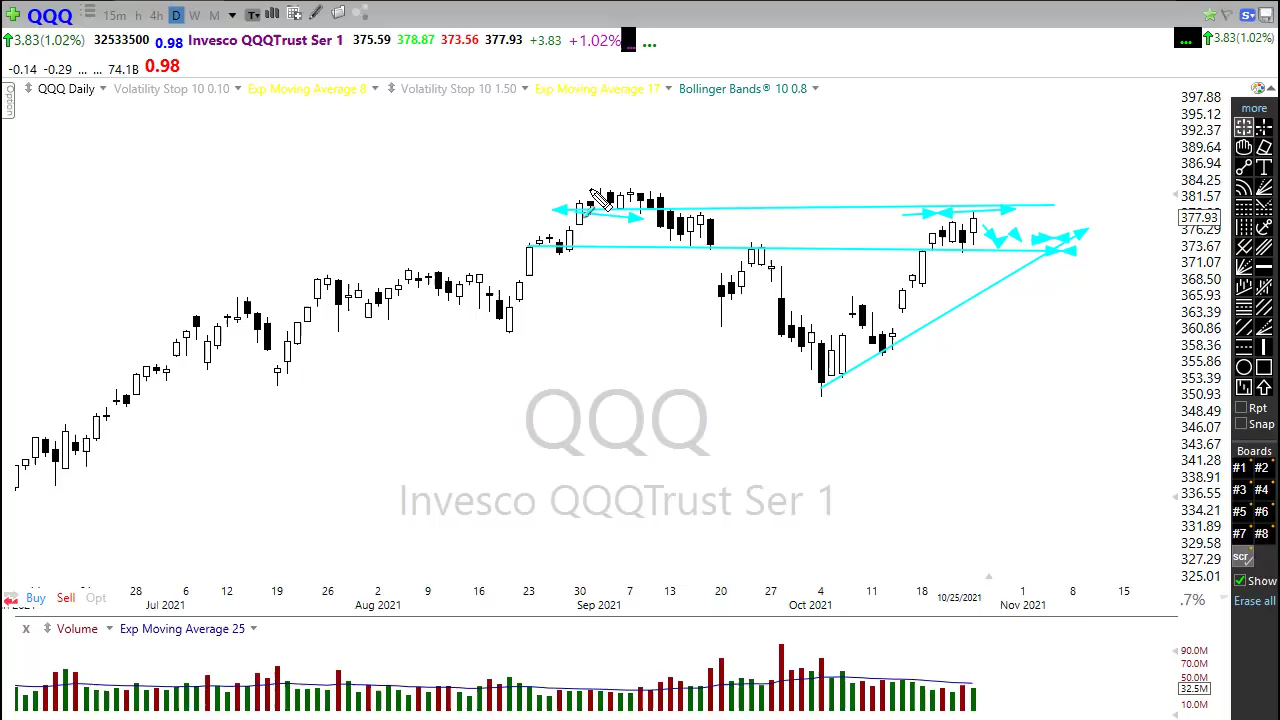 QQQ 15m h 4h D W M T S
3.83(1.02%) 32533500 0.98 Invesco QQQTrust Ser 1 375.59 378.87 373.56 377.93 +3.83 +1.02% ... ... 3.83(1.02%)
-0.14 -0.29 ... ... 74.1B 0.98
Option
QQQ Daily Volatility Stop 10 0.10 Exp Moving Average 8 Volatility Stop 10 1.50 Exp Moving Average 17 Bollinger Bands® 10 0.8
397.88
395.12
392.37
389.64
386.94
384.25
381.57
377.93
376.29
373.67
371.07
368.50
365.93
363.39
360.86
358.36
355.86
353.39
350.93
348.49
346.07
343.67
341.28
338.91
336.55
334.21
331.89
329.58
327.29
325.01
more
T
Rpt
Snap
Boards
#1 #2
#3 #4
#5 #6
#7 #8
scr
Show
Erase all
QQQ
Invesco QQQTrust Ser 1
28 6 12 19 26 2 9 16 23 30 7 13 20 27 4 11 18 10/25/2021 1 8 15
2021 Jul 2021 Aug 2021 Sep 2021 Oct 2021 Nov 2021
Buy Sell Opt
.7%
x Volume Exp Moving Average 25
90.0M
70.0M
50.0M
32.5M
10.0M